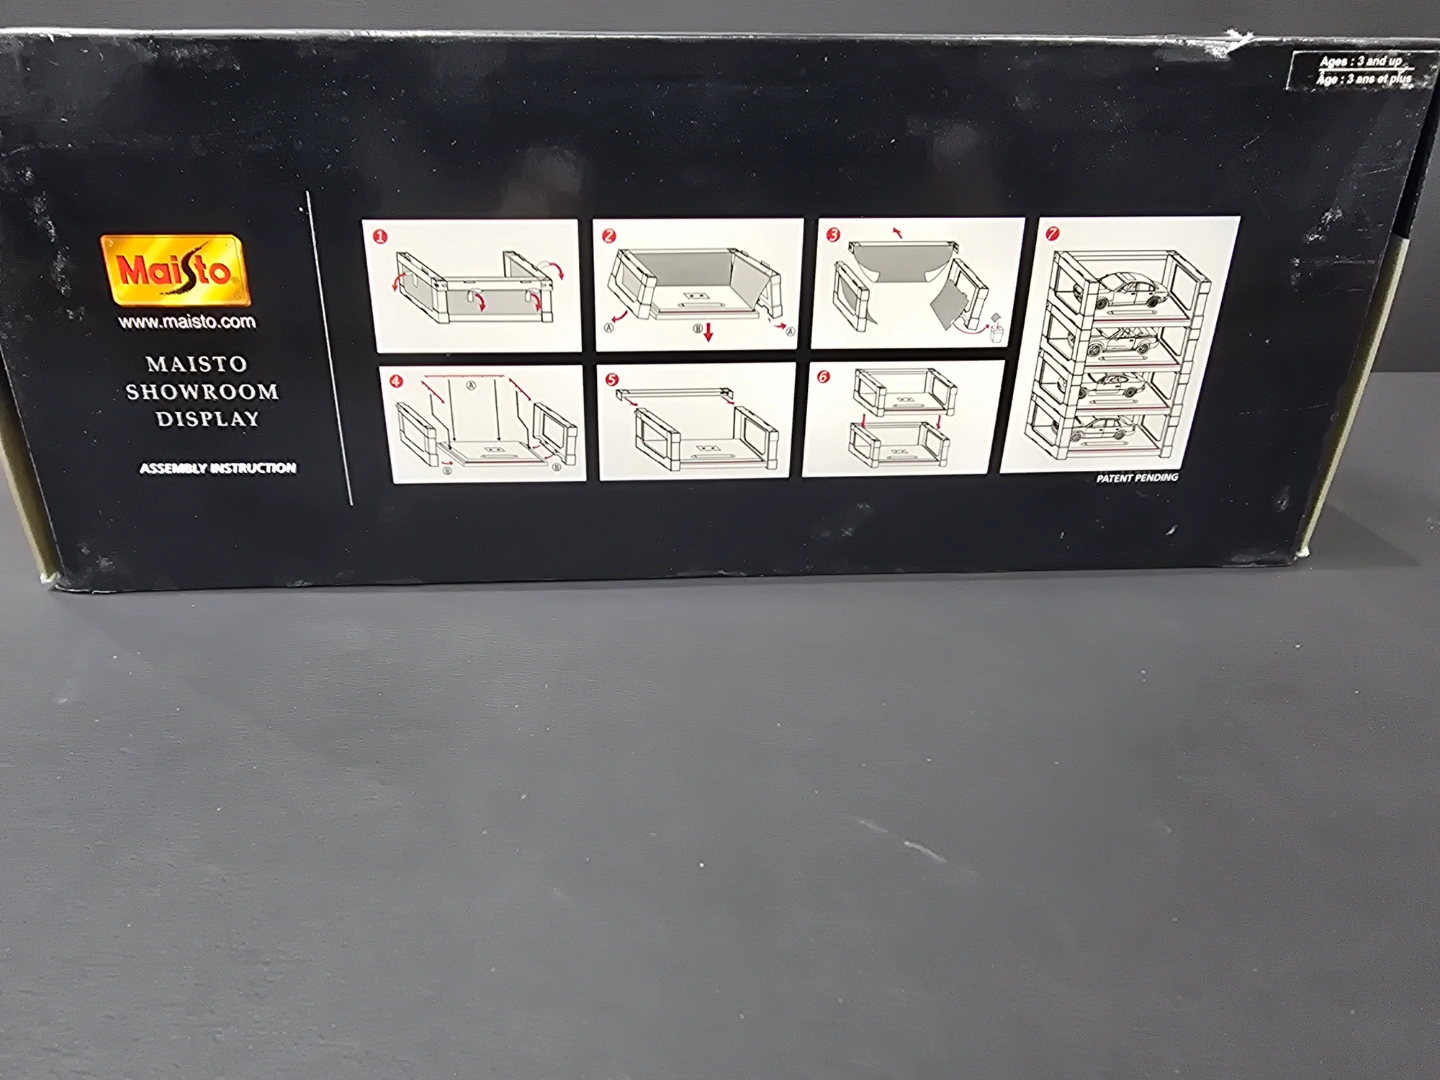 Ages : 3 and up
Âge : 3 ans et plus
Maisto
www.maisto.com
MAISTO
SHOWROOM
DISPLAY
ASSEMBLY INSTRUCTION
1
2
A
B
A
3
4
A
B
B
5
6
7
PATENT PENDING